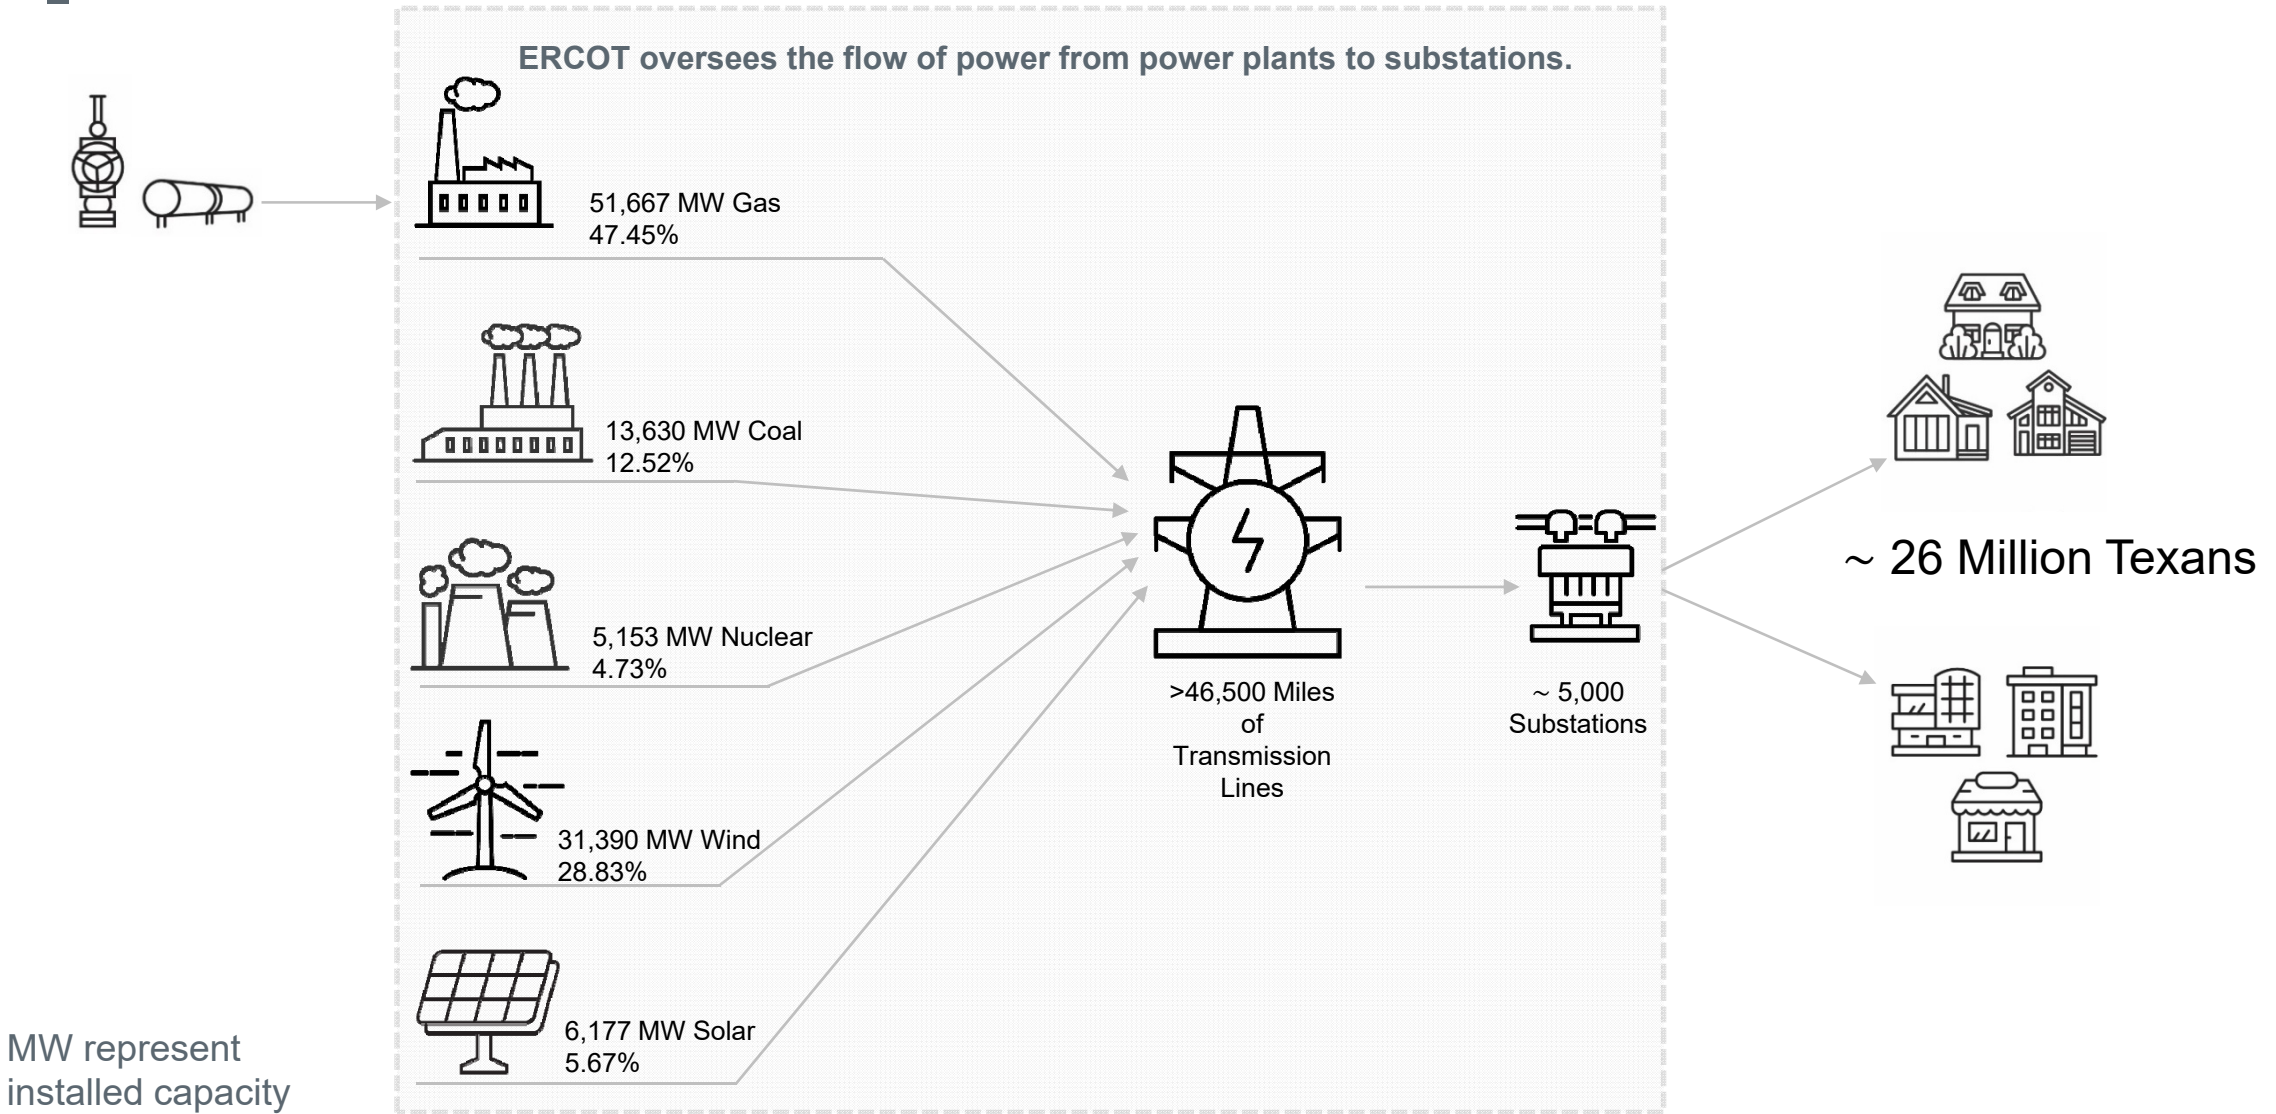 ERCOT oversees the flow of power from power plants to substations.
51,667 MW Gas
47.45%
13,630 MW Coal
12.52%
5,153 MW Nuclear
4.73%
31,390 MW Wind
28.83%
6,177 MW Solar
5.67%
>46,500 Miles
of
Transmission
Lines
~ 5,000
Substations
~ 26 Million Texans
MW represent
installed capacity